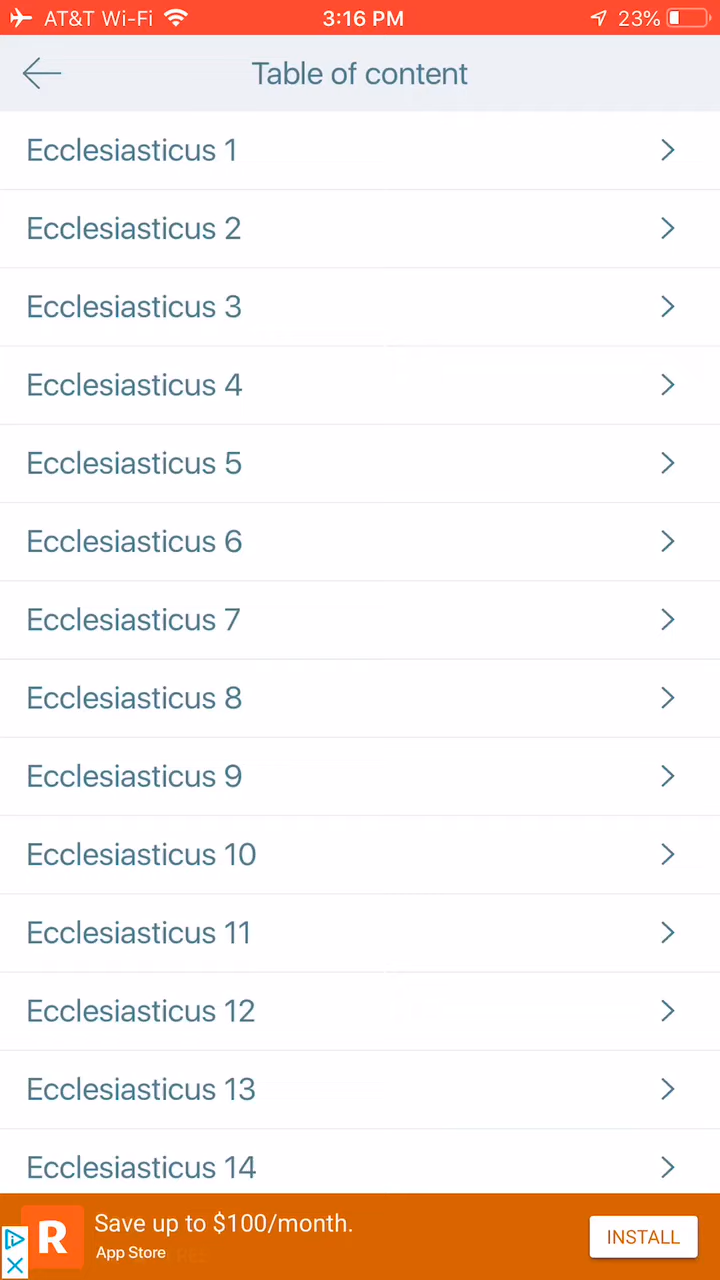 AT&T Wi-Fi 3:16 PM 23%
Table of content
Ecclesiasticus 1
Ecclesiasticus 2
Ecclesiasticus 3
Ecclesiasticus 4
Ecclesiasticus 5
Ecclesiasticus 6
Ecclesiasticus 7
Ecclesiasticus 8
Ecclesiasticus 9
Ecclesiasticus 10
Ecclesiasticus 11
Ecclesiasticus 12
Ecclesiasticus 13
Ecclesiasticus 14
R
Save up to $100/month.
App Store
INSTALL